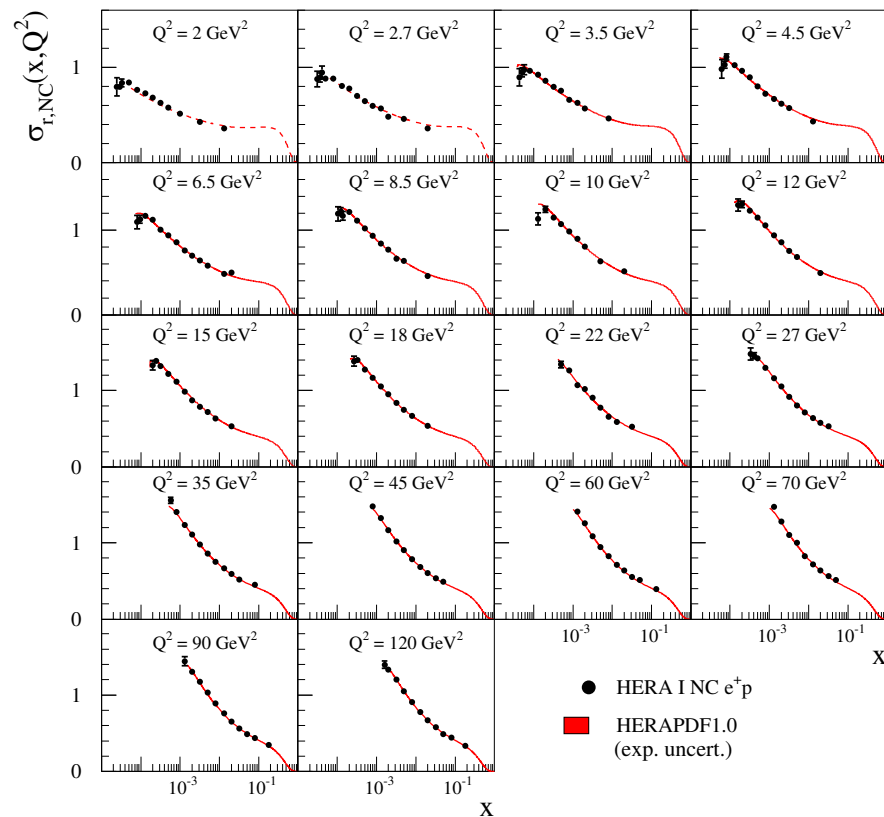 σr,NC(x,Q²)
Q² = 2 GeV²
Q² = 2.7 GeV²
Q² = 3.5 GeV²
Q² = 4.5 GeV²
1
0
Q² = 6.5 GeV²
Q² = 8.5 GeV²
Q² = 10 GeV²
Q² = 12 GeV²
1
0
Q² = 15 GeV²
Q² = 18 GeV²
Q² = 22 GeV²
Q² = 27 GeV²
1
0
Q² = 35 GeV²
Q² = 45 GeV²
Q² = 60 GeV²
Q² = 70 GeV²
1
0
10⁻³ 10⁻¹ 10⁻³ 10⁻¹
x
Q² = 90 GeV²
Q² = 120 GeV²
1
0
10⁻³ 10⁻¹ 10⁻³ 10⁻¹
x
HERA I NC e⁺p
HERAPDF1.0
(exp. uncert.)